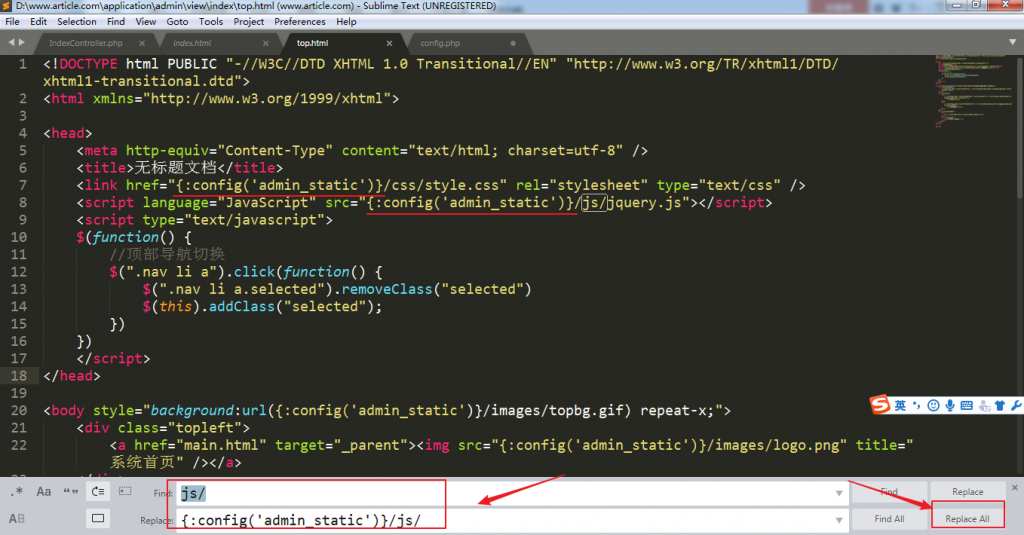 D:\www.article.com\application\admin\view\index\top.html (www.article.com) - Sublime Text (UNREGISTERED)
File Edit Selection Find View Goto Tools Project Preferences Help
IndexController.php × index.html × top.html × config.php
1 <!DOCTYPE html PUBLIC "-//W3C//DTD XHTML 1.0 Transitional//EN" "http://www.w3.org/TR/xhtml1/DTD/
xhtml1-transitional.dtd">
2 <html xmlns="http://www.w3.org/1999/xhtml">
3
4 <head>
5 <meta http-equiv="Content-Type" content="text/html; charset=utf-8" />
6 <title>无标题文档</title>
7 <link href="{:config('admin_static')}/css/style.css" rel="stylesheet" type="text/css" />
8 <script language="JavaScript" src="{:config('admin_static')}/js/jquery.js"></script>
9 <script type="text/javascript">
10 $(function() {
11 //顶部导航切换
12 $(".nav li a").click(function() {
13 $(".nav li a.selected").removeClass("selected")
14 $(this).addClass("selected");
15 })
16 })
17 </script>
18 </head>
19
20 <body style="background:url({:config('admin_static')}/images/topbg.gif) repeat-x;">
21 <div class="topleft">
22 <a href="main.html" target="_parent"><img src="{:config('admin_static')}/images/logo.png" title="
系统首页" /></a>
英
.* Aa “” Find: js/ Find Replace
AB Replace: {:config('admin_static')}/js/ Find All Replace All